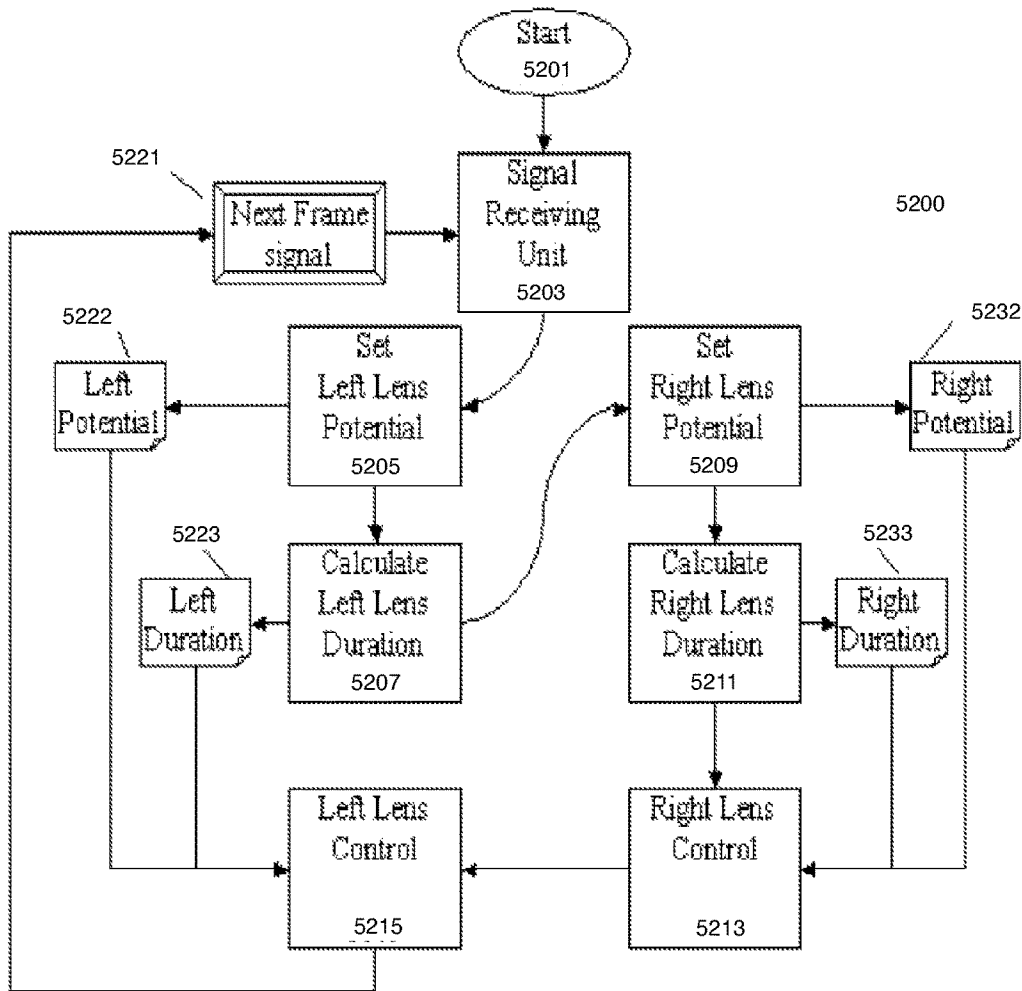 Start
5201
5221
Next Frame
signal
Signal
Receiving
Unit
5203
5200
5222
Left
Potential
Set
Left Lens
Potential
5205
Set
Right Lens
Potential
5209
5232
Right
Potential
5223
Left
Duration
Calculate
Left Lens
Duration
5207
Calculate
Right Lens
Duration
5211
5233
Right
Duration
Left Lens
Control
5215
Right Lens
Control
5213